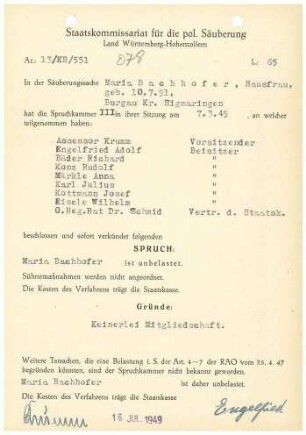 Staatskommissariat für die pol. Säuberung
Land Württemberg-Hohenzollern
Az: 13/KB/551 078 L: 65
In der Säuberungssache Maria Bachhofer, Hausfrau,
geb. 10.7.91,
Burgau Kr. Sigmaringen
hat die Spruchkammer III in ihrer Sitzung am 7.3.49, an welcher
teilgenommen haben:
Assessor Krumm Vorsitzender
Engelfried Adolf Beisitzer
Bäder Richard "
Konz Rudolf "
Märkle Anna "
Karl Julius "
Kottmann Josef "
Eisele Wilhelm "
O.Reg.Rat Dr. Schmid Vertr. d. Staatsk.
beschlossen und sofort verkündet folgenden
SPRUCH:
Maria Bachhofer ist unbelastet.
Sühnemaßnahmen werden nicht angeordnet.
Die Kosten des Verfahrens trägt die Staatskasse.
Gründe:
Keinerlei Mitgliedschaft.
Weitere Tatsachen, die eine Belastung i. S. der Art. 4-7 der RAO vom 25. 4. 47
begründen könnten, sind der Spruchkammer nicht bekannt geworden.
Maria Bachhofer ist daher unbelastet.
Die Kosten des Verfahrens trägt die Staatskasse
Krumm 16 JUL 1949 Engelfried